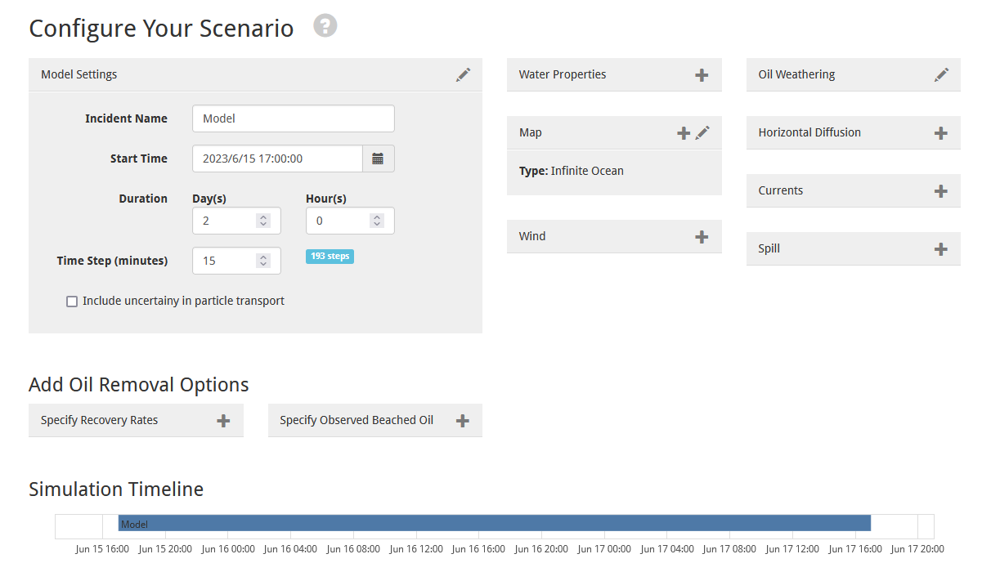 Configure Your Scenario ?
Model Settings
Incident Name Model
Start Time 2023/6/15 17:00:00
Duration Day(s) Hour(s)
2 0
Time Step (minutes) 15 193 steps
Include uncertainy in particle transport
Water Properties
Map
Type: Infinite Ocean
Wind
Oil Weathering
Horizontal Diffusion
Currents
Spill
Add Oil Removal Options
Specify Recovery Rates
Specify Observed Beached Oil
Simulation Timeline
Model
Jun 15 16:00 Jun 15 20:00 Jun 16 00:00 Jun 16 04:00 Jun 16 08:00 Jun 16 12:00 Jun 16 16:00 Jun 16 20:00 Jun 17 00:00 Jun 17 04:00 Jun 17 08:00 Jun 17 12:00 Jun 17 16:00 Jun 17 20:00